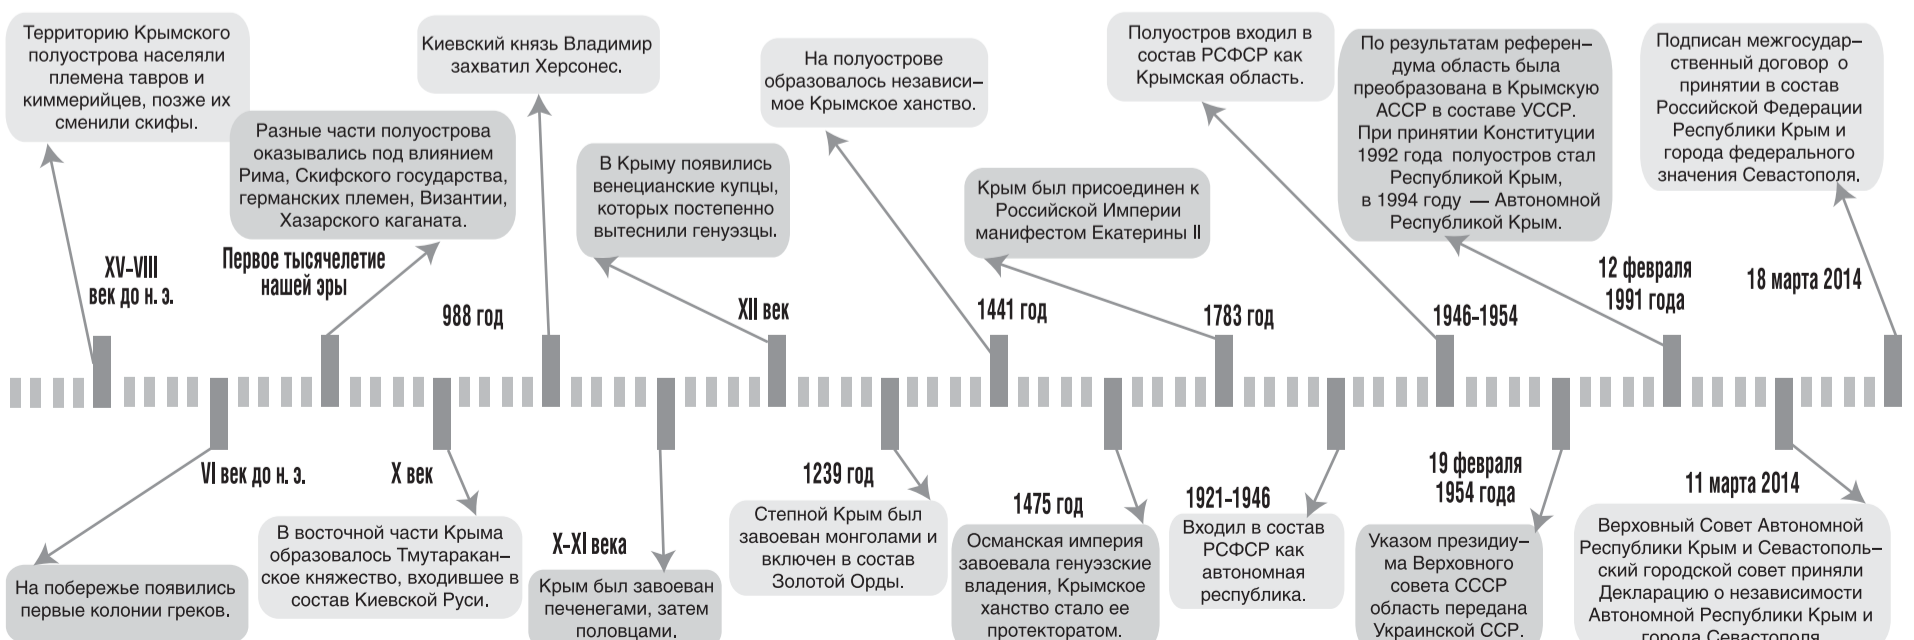 Территорию Крымского
полуострова населяли
племена тавров и
киммерийцев, позже их
сменили скифы.
XV–VIII
век до н. э.
На побережье появились
первые колонии греков.
VI век до н. э.
Разные части полуострова
оказывались под влиянием
Рима, Скифского государства,
германских племен, Византии,
Хазарского каганата.
Первое тысячелетие
нашей эры
X век
В восточной части Крыма
образовалось Тмутаракан–
ское княжество, входившее в
состав Киевской Руси.
Киевский князь Владимир
захватил Херсонес.
988 год
X–XI века
Крым был завоеван
печенегами, затем
половцами.
В Крыму появились
венецианские купцы,
которых постепенно
вытеснили генуэзцы.
XII век
1239 год
Степной Крым был
завоеван монголами и
включен в состав
Золотой Орды.
На полуострове
образовалось независи–
мое Крымское ханство.
1441 год
1475 год
Османская империя
завоевала генуэзские
владения, Крымское
ханство стало ее
протекторатом.
Крым был присоединен к
Российской Империи
манифестом Екатерины II
1783 год
1921–1946
Входил в состав
РСФСР как
автономная
республика.
Полуостров входил в
состав РСФСР как
Крымская область.
1946–1954
19 февраля
1954 года
Указом президиу–
ма Верховного
совета СССР
область передана
Украинской ССР.
По результатам референ–
дума область была
преобразована в Крымскую
АССР в составе УССР.
При принятии Конституции
1992 года полуостров стал
Республикой Крым,
в 1994 году — Автономной
Республикой Крым.
12 февраля
1991 года
11 марта 2014
Верховный Совет Автономной
Республики Крым и Севастополь–
ский городской совет приняли
Декларацию о независимости
Автономной Республики Крым и
города Севастополя
Подписан межгосудар–
ственный договор о
принятии в состав
Российской Федерации
Республики Крым и
города федерального
значения Севастополя.
18 марта 2014